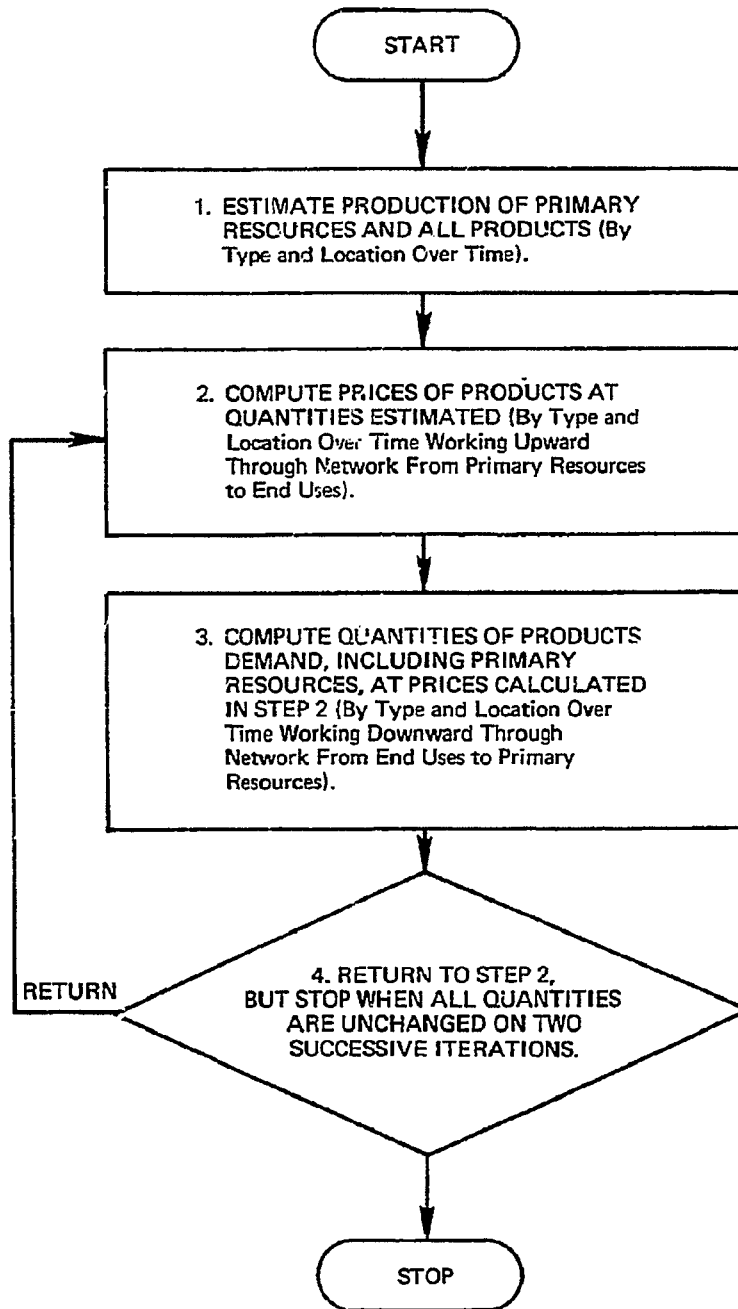 START
1. ESTIMATE PRODUCTION OF PRIMARY
RESOURCES AND ALL PRODUCTS (By
Type and Location Over Time).
2. COMPUTE PRICES OF PRODUCTS AT
QUANTITIES ESTIMATED (By Type and
Location Over Time Working Upward
Through Network From Primary Resources
to End Uses).
3. COMPUTE QUANTITIES OF PRODUCTS
DEMAND, INCLUDING PRIMARY
RESOURCES, AT PRICES CALCULATED
IN STEP 2 (By Type and Location Over
Time Working Downward Through
Network From End Uses to Primary
Resources).
RETURN
4. RETURN TO STEP 2,
BUT STOP WHEN ALL QUANTITIES
ARE UNCHANGED ON TWO
SUCCESSIVE ITERATIONS.
STOP